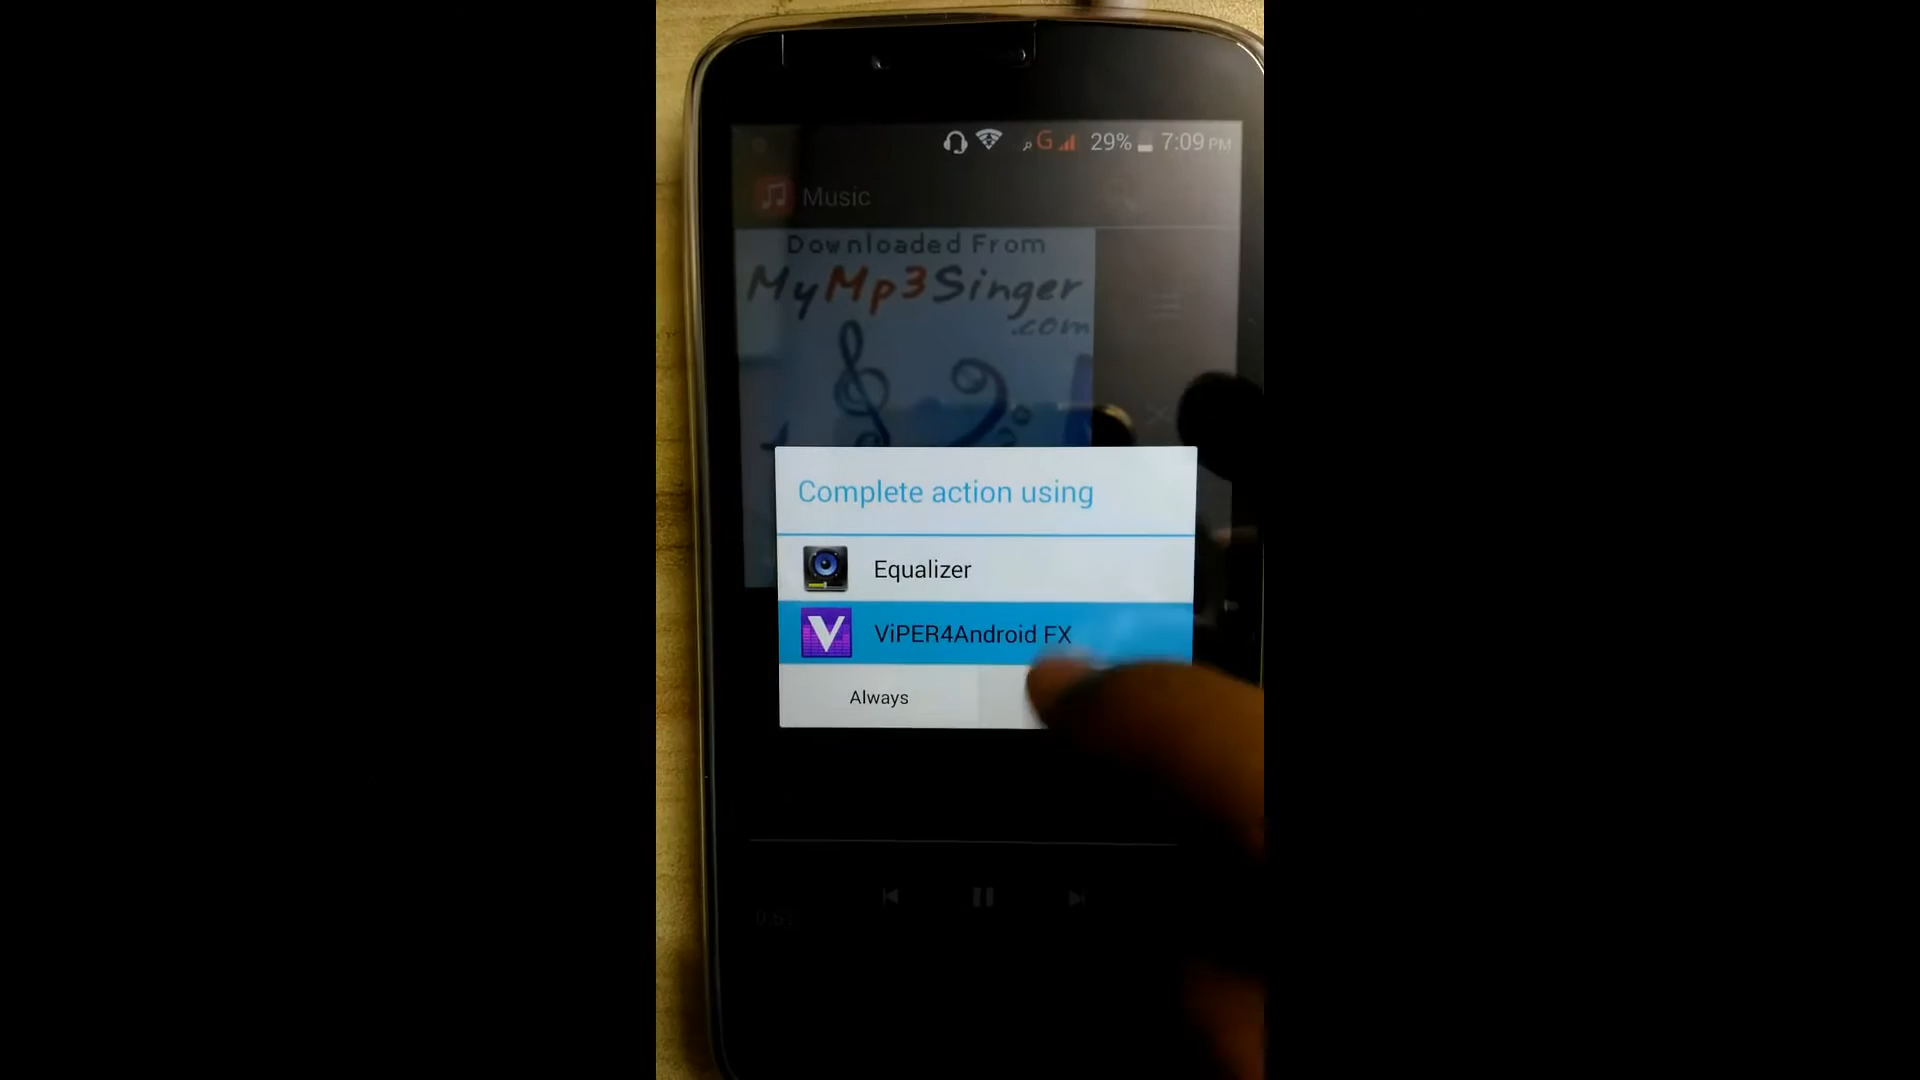 29% 7:09 PM
Music
Downloaded From
MyMp3Singer
.com
Complete action using
Equalizer
V
ViPER4Android FX
Always